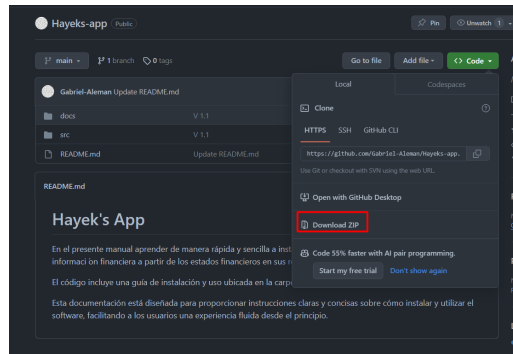 Hayeks-app Public
Pin Unwatch 1
main 1 branch 0 tags
Go to file Add file Code
Gabriel-Aleman Update README.md
docs V 1.1
src V 1.1
README.md Update README.md
Local Codespaces
Clone
HTTPS SSH GitHub CLI
https://github.com/Gabriel-Aleman/Hayeks-app.
Use Git or checkout with SVN using the web URL.
Open with GitHub Desktop
Download ZIP
Code 55% faster with AI pair programming.
Start my free trial Don't show again
README.md
Hayek's App
En el presente manual aprender de manera rápida y sencilla a inst
informaci òn financiera a partir de los estados financieros en sus
El código incluye una guía de instalación y uso ubicada en la carp
Esta documentación está diseñada para proporcionar instrucciones claras y concisas sobre cómo instalar y utilizar el
software, facilitando a los usuarios una experiencia fluida desde el principio.